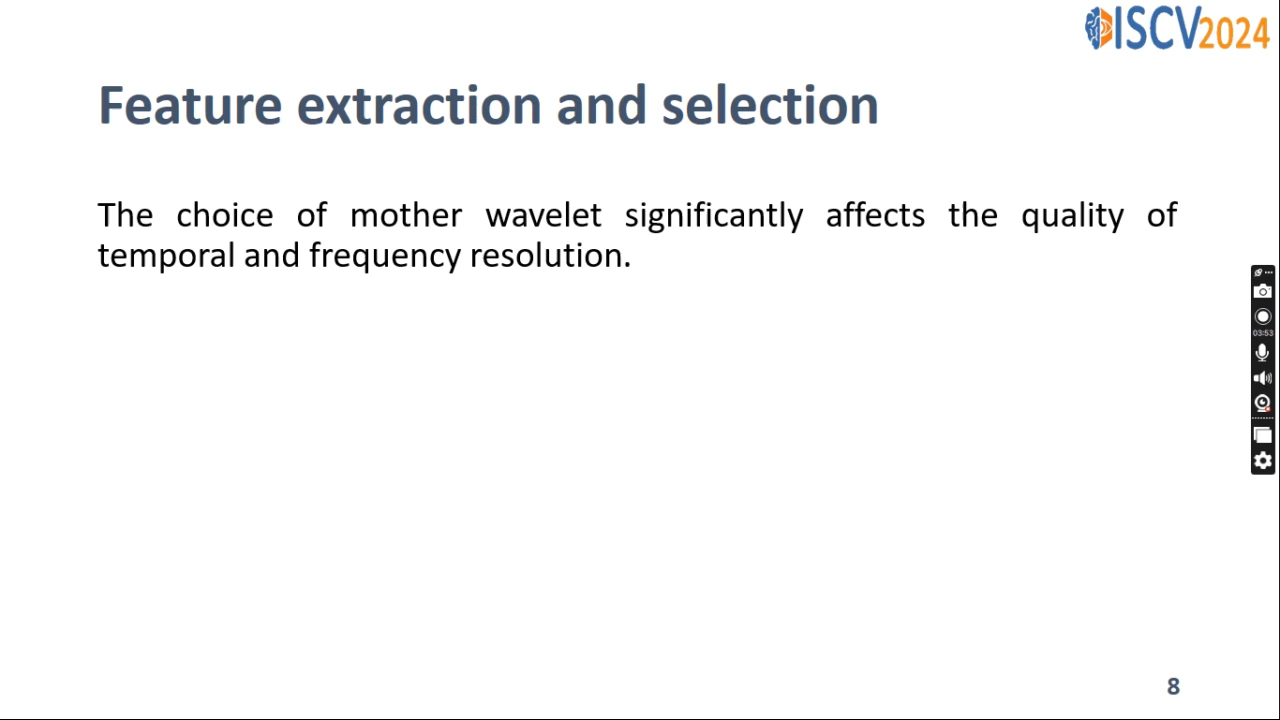 ISCV2024
Feature extraction and selection
The choice of mother wavelet significantly affects the quality of
temporal and frequency resolution.
03:53
8